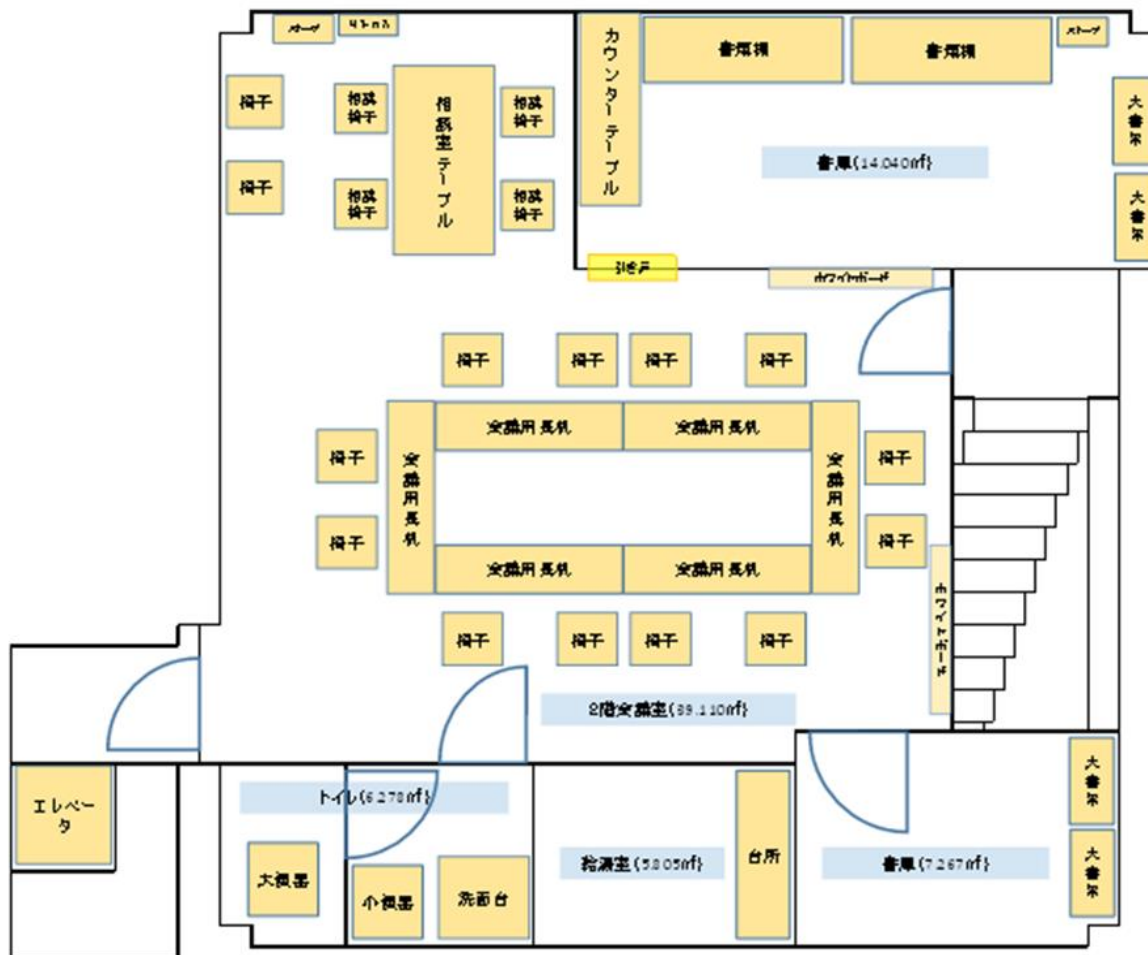 ストーブ
カウンターテーブル
書類棚
書類棚
ストーブ
椅子
相談
椅子
相談室テーブル
相談
椅子
大書架
書庫(14.040㎡)
椅子
相談
椅子
相談
椅子
大書架
引き戸
ホワイトボード
椅子
椅子
椅子
椅子
会議用長机
会議用長机
会議用長机
会議用長机
椅子
椅子
椅子
椅子
会議用長机
会議用長机
ホワイトボード
椅子
椅子
椅子
椅子
2階会議室
エレベー
タ
トイレ(6.278㎡)
大便器
小便器
洗面台
給湯室(5.805㎡)
台所
書庫(7.267㎡)
大書架
大書架